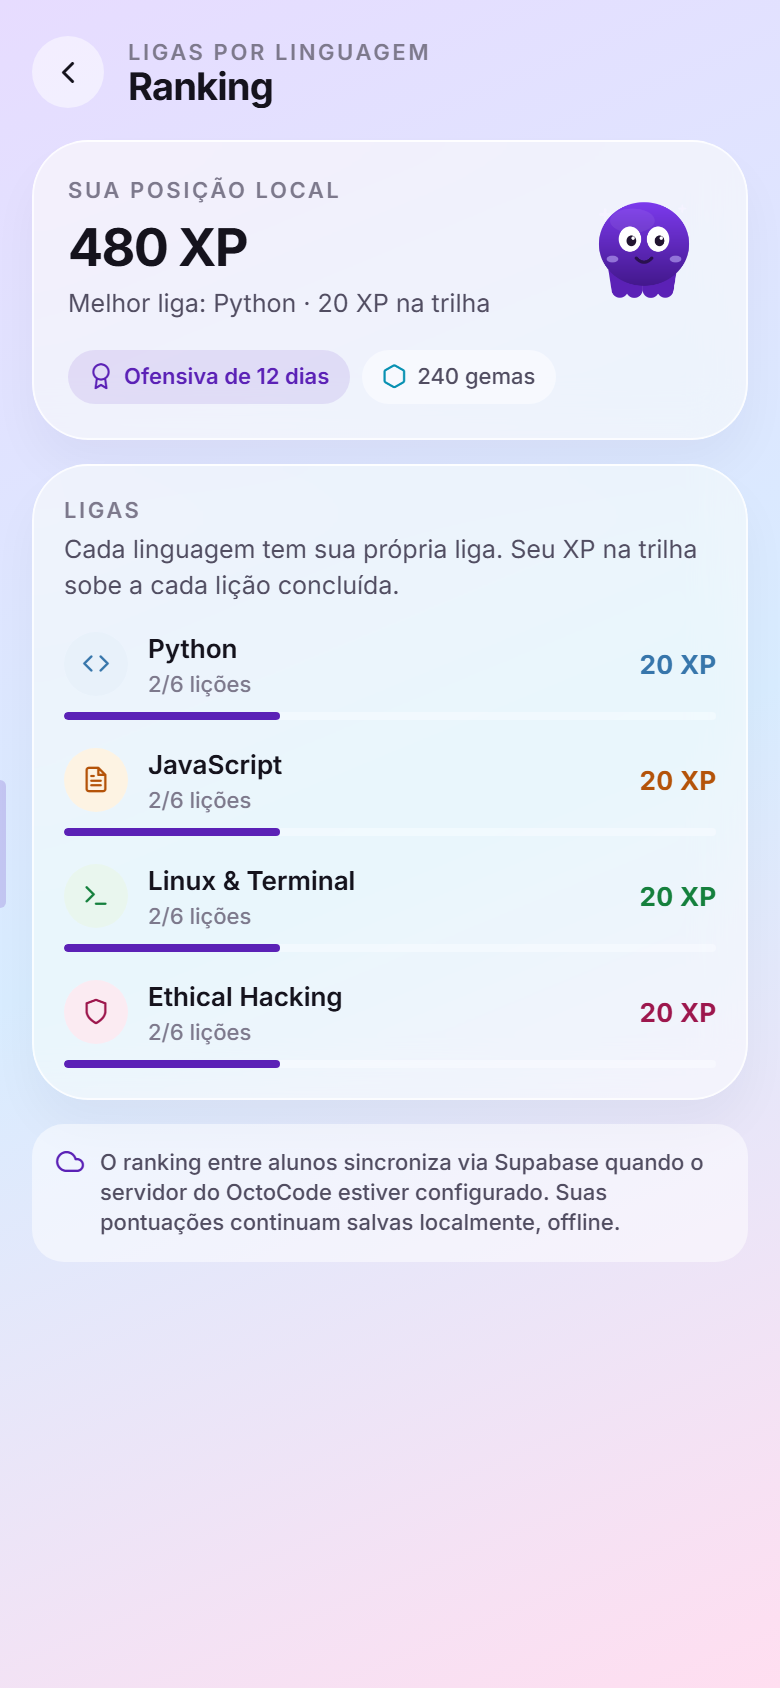 LIGAS POR LINGUAGEM
Ranking
SUA POSIÇÃO LOCAL
480 XP
Melhor liga: Python · 20 XP na trilha
Ofensiva de 12 dias
240 gemas
LIGAS
Cada linguagem tem sua própria liga. Seu XP na trilha
sobe a cada lição concluída.
Python
2/6 lições
20 XP
JavaScript
2/6 lições
20 XP
Linux & Terminal
2/6 lições
20 XP
Ethical Hacking
2/6 lições
20 XP
O ranking entre alunos sincroniza via Supabase quando o
servidor do OctoCode estiver configurado. Suas
pontuações continuam salvas localmente, offline.